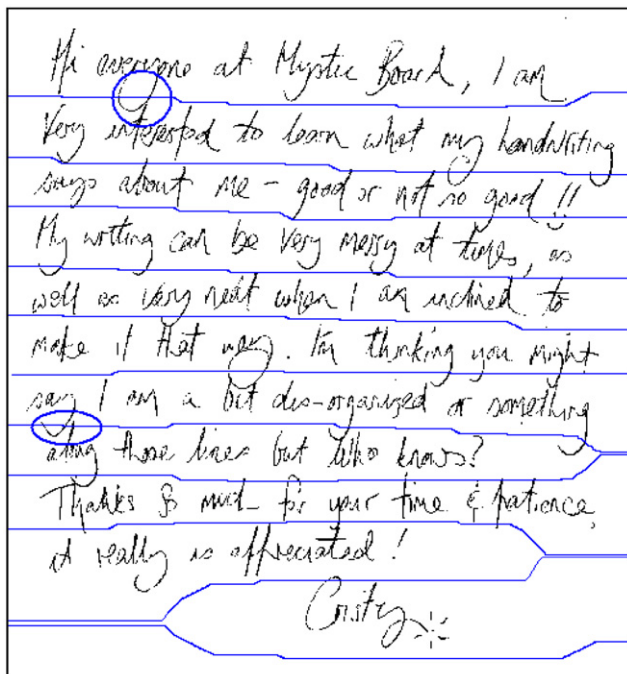 Hi everyone at Mystic Board, I am
very interested to learn what my handwriting
says about me - good or not so good !!
My writing can be very messy at times, as
well as very neat when I am inclined to
make it that way. I'm thinking you might
say I am a bit dis-organized or something
along those lines but who knows?
Thanks so much for your time & patience,
it really is appreciated!
Cristy